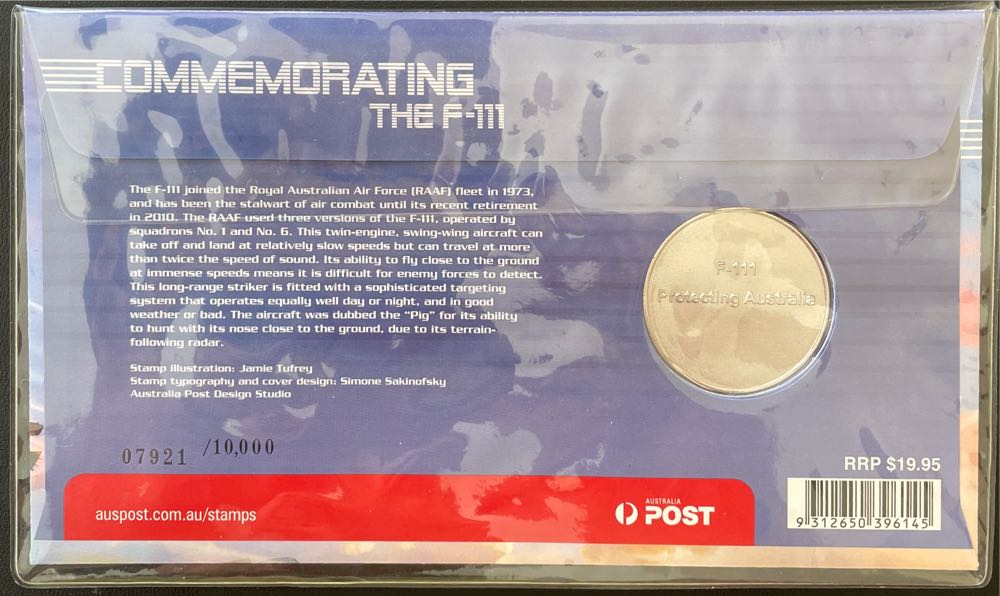 COMMEMORATING
THE F-111
The F-111 joined the Royal Australian Air Force (RAAF) fleet in 1973,
and has been the stalwart of air combat until its recent retirement
in 2010. The RAAF used three versions of the F-111, operated by
squadrons No. 1 and No. 6. This twin-engine, swing-wing aircraft can
take off and land at relatively slow speeds but can travel at more
than twice the speed of sound. Its ability to fly close to the ground
at immense speeds means it is difficult for enemy forces to detect.
This long-range striker is fitted with a sophisticated targeting
system that operates equally well day or night, and in good
weather or bad. The aircraft was dubbed the "Pig" for its ability
to hunt with its nose close to the ground, due to its terrain-
following radar.
Stamp illustration: Jamie Tufrey
Stamp typography and cover design: Simone Sakinofsky
Australia Post Design Studio
F-111
Protecting Australia
07921 /10,000
RRP $19.95
auspost.com.au/stamps
AUSTRALIA
POST
9 312650 396145